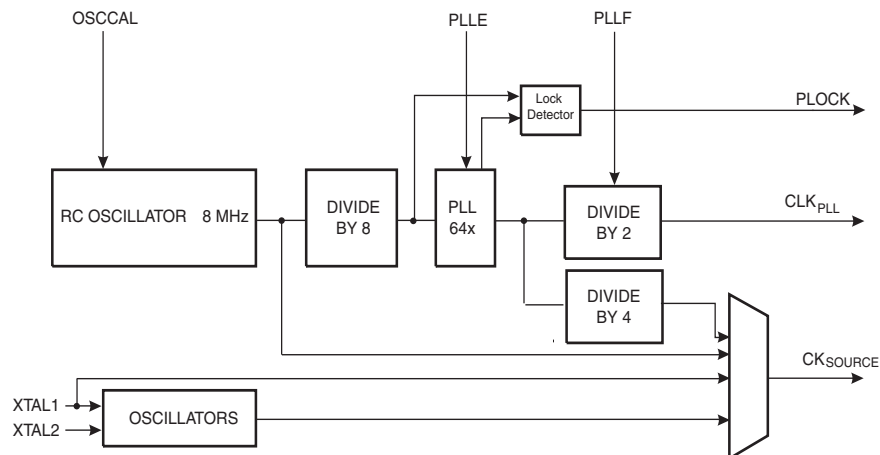 OSCCAL
PLLE
PLLF
Lock
Detector
PLOCK
RC OSCILLATOR 8 MHz
DIVIDE
BY 8
PLL
64x
DIVIDE
BY 2
CLKPLL
DIVIDE
BY 4
CKSOURCE
XTAL1
XTAL2
OSCILLATORS